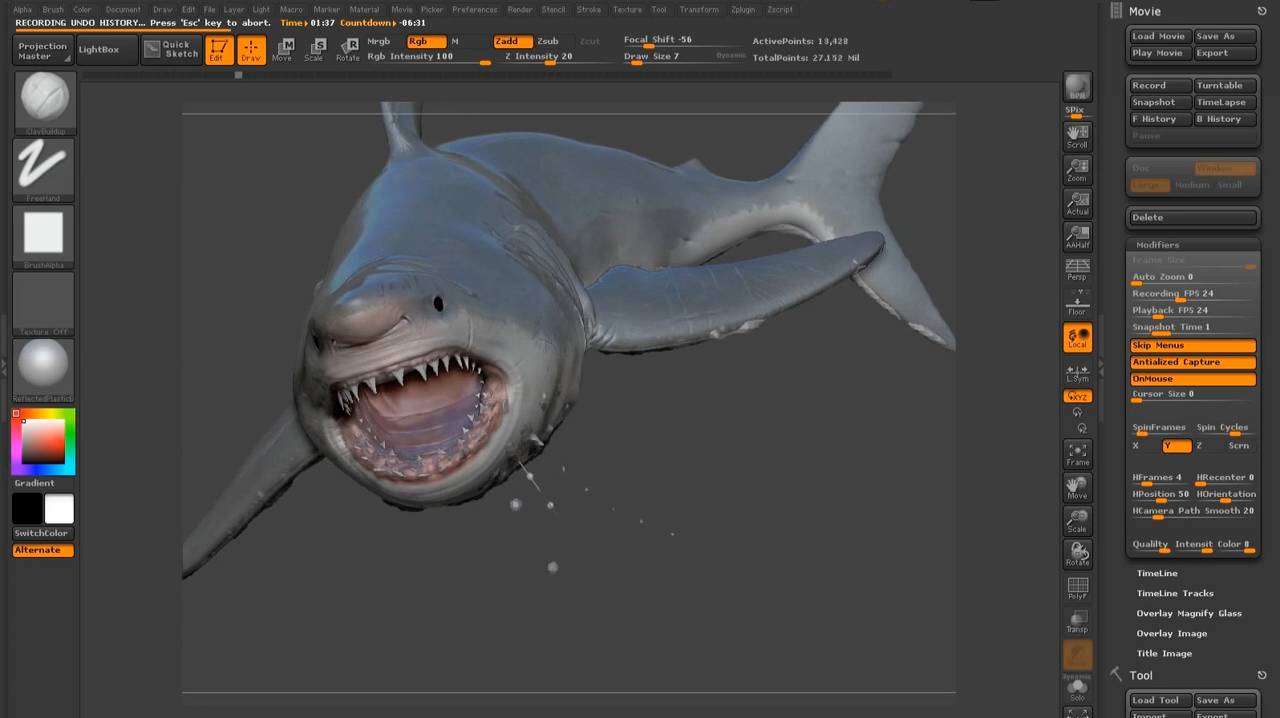 Alpha Brush Color Document Draw Edit File Layer Light Macro Marker Material Movie Picker Preferences Render Stencil Stroke Texture Tool Transform Zplugin Zscript
RECORDING UNDO HISTORY... Press 'Esc' key to abort. Time 01:37 Countdown -06:31
Projection Master
LightBox
Quick Sketch
Edit
Draw
Move
Scale
Rotate
Mrgb Rgb M
Rgb Intensity 100
Zadd Zsub Zcut
Z Intensity 20
Focal Shift -56
Draw Size 7 Dynamic
ActivePoints: 13,428
TotalPoints: 27.152 Mil
ClayBuildup
FreeHand
BrushAlpha
Texture Off
Gradient
SwitchColor
Alternate
BPR
SPix
Scroll
Zoom
Actual
AAHalf
Persp
Floor
Local
L.Sym
XYZ
Frame
Move
Scale
Rotate
PolyF
Transp
Dynamic
Solo
Movie
Load Movie Save As
Play Movie Export
Record Turntable
Snapshot TimeLapse
F History B History
Pause
Doc Window
Large Medium Small
Delete
Modifiers
Frame Size
Auto Zoom 0
Recording FPS 24
Playback FPS 24
Snapshot Time 1
Skip Menus
Antialized Capture
OnMouse
Cursor Size 0
SpinFrames Spin Cycles
X Y Z Scrn
HFrames 4 HRecenter 0
HPosition 50 HOrientation
HCamera Path Smooth 20
Qualilty Intensit Color 8
TimeLine
TimeLine Tracks
Overlay Magnify Glass
Overlay Image
Title Image
Tool
Load Tool Save As
Import Export